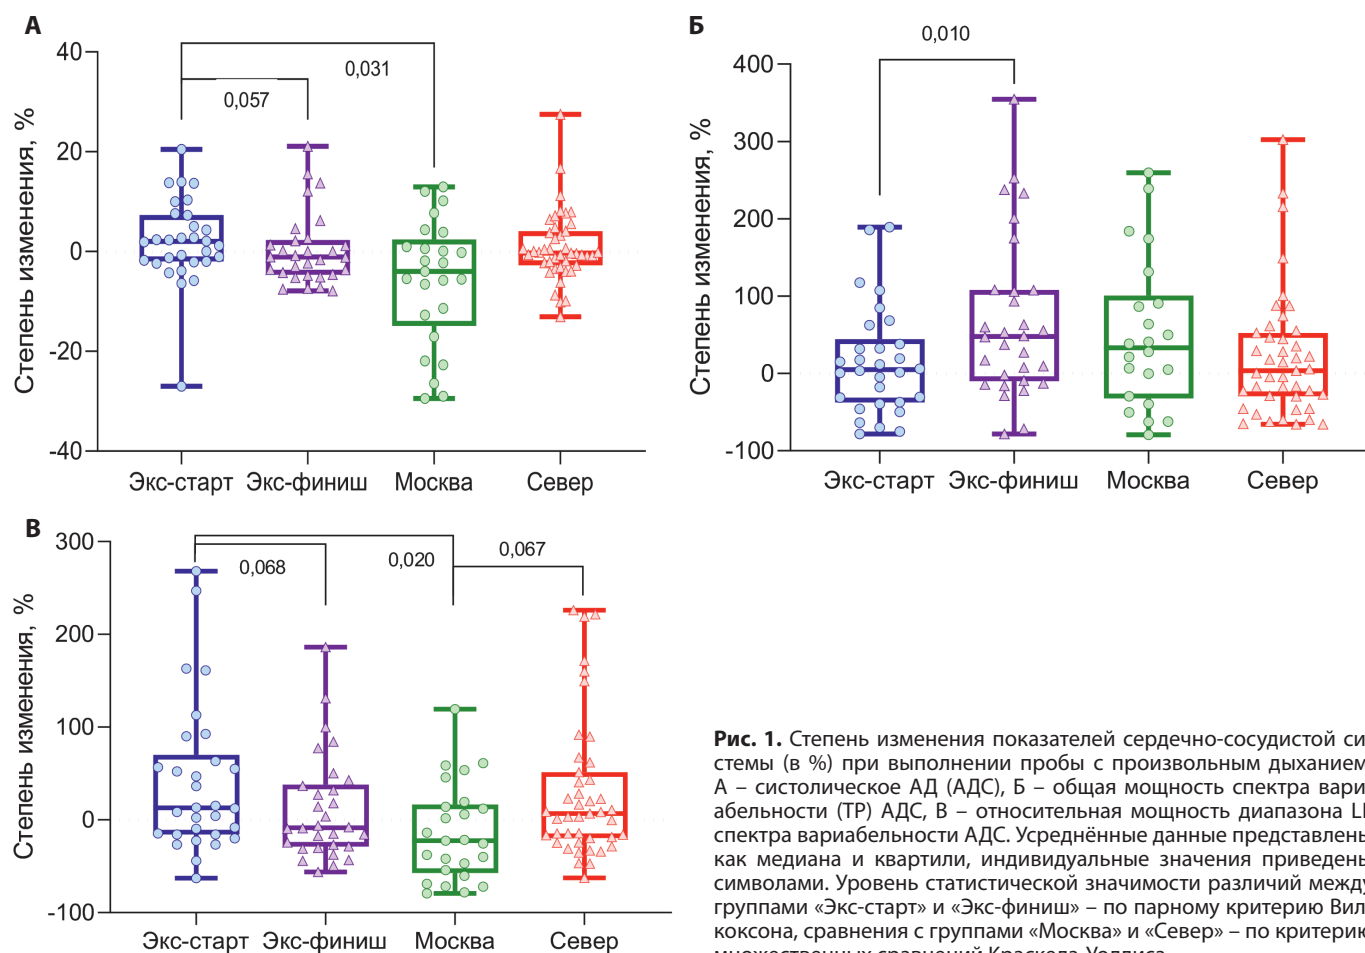 А
Степень изменения, %
40
20
0
-20
-40
0,057
0,031
Экс-старт Экс-финиш Москва Север
Б
Степень изменения, %
400
300
200
100
0
-100
0,010
Экс-старт Экс-финиш Москва Север
В
Степень изменения, %
300
200
100
0
-100
0,068
0,020
0,067
Экс-старт Экс-финиш Москва Север
Рис. 1. Степень изменения показателей сердечно-сосудистой си
стемы (в %) при выполнении пробы с произвольным дыханием
А – систолическое АД (АДС), Б – общая мощность спектра вари
абельности (ТР) АДС, В – относительная мощность диапазона
спектра вариабельности АДС. Усреднённые данные представлены
как медиана и квартили, индивидуальные значения приведены
символами. Уровень статистической значимости различий между
группами «Экс-старт» и «Экс-финиш» – по парному критерию Вил
коксона, сравнения с группами «Москва» и «Север» – по критерию
множественных сравнений Краскела-Уоллиса